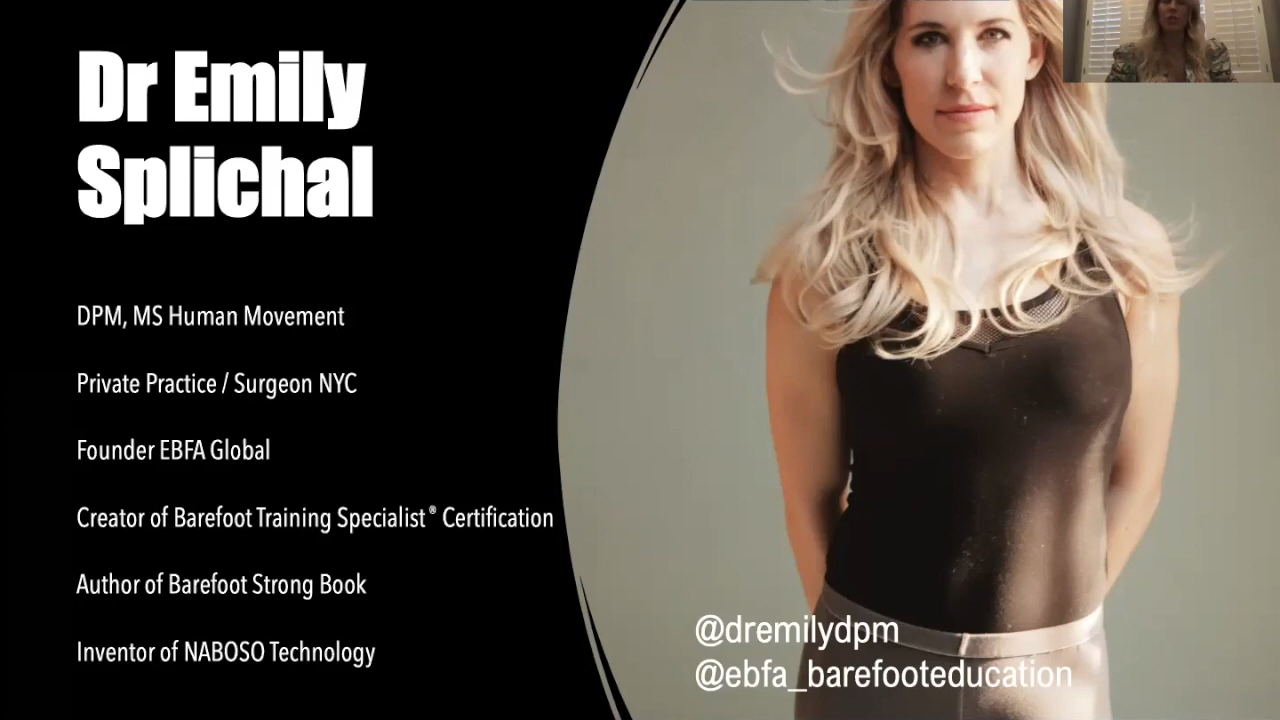 Dr Emily
Splichal
DPM, MS Human Movement
Private Practice / Surgeon NYC
Founder EBFA Global
Creator of Barefoot Training Specialist® Certification
Author of Barefoot Strong Book
Inventor of NABOSO Technology
@dremilydpm
@ebfa_barefooteducation